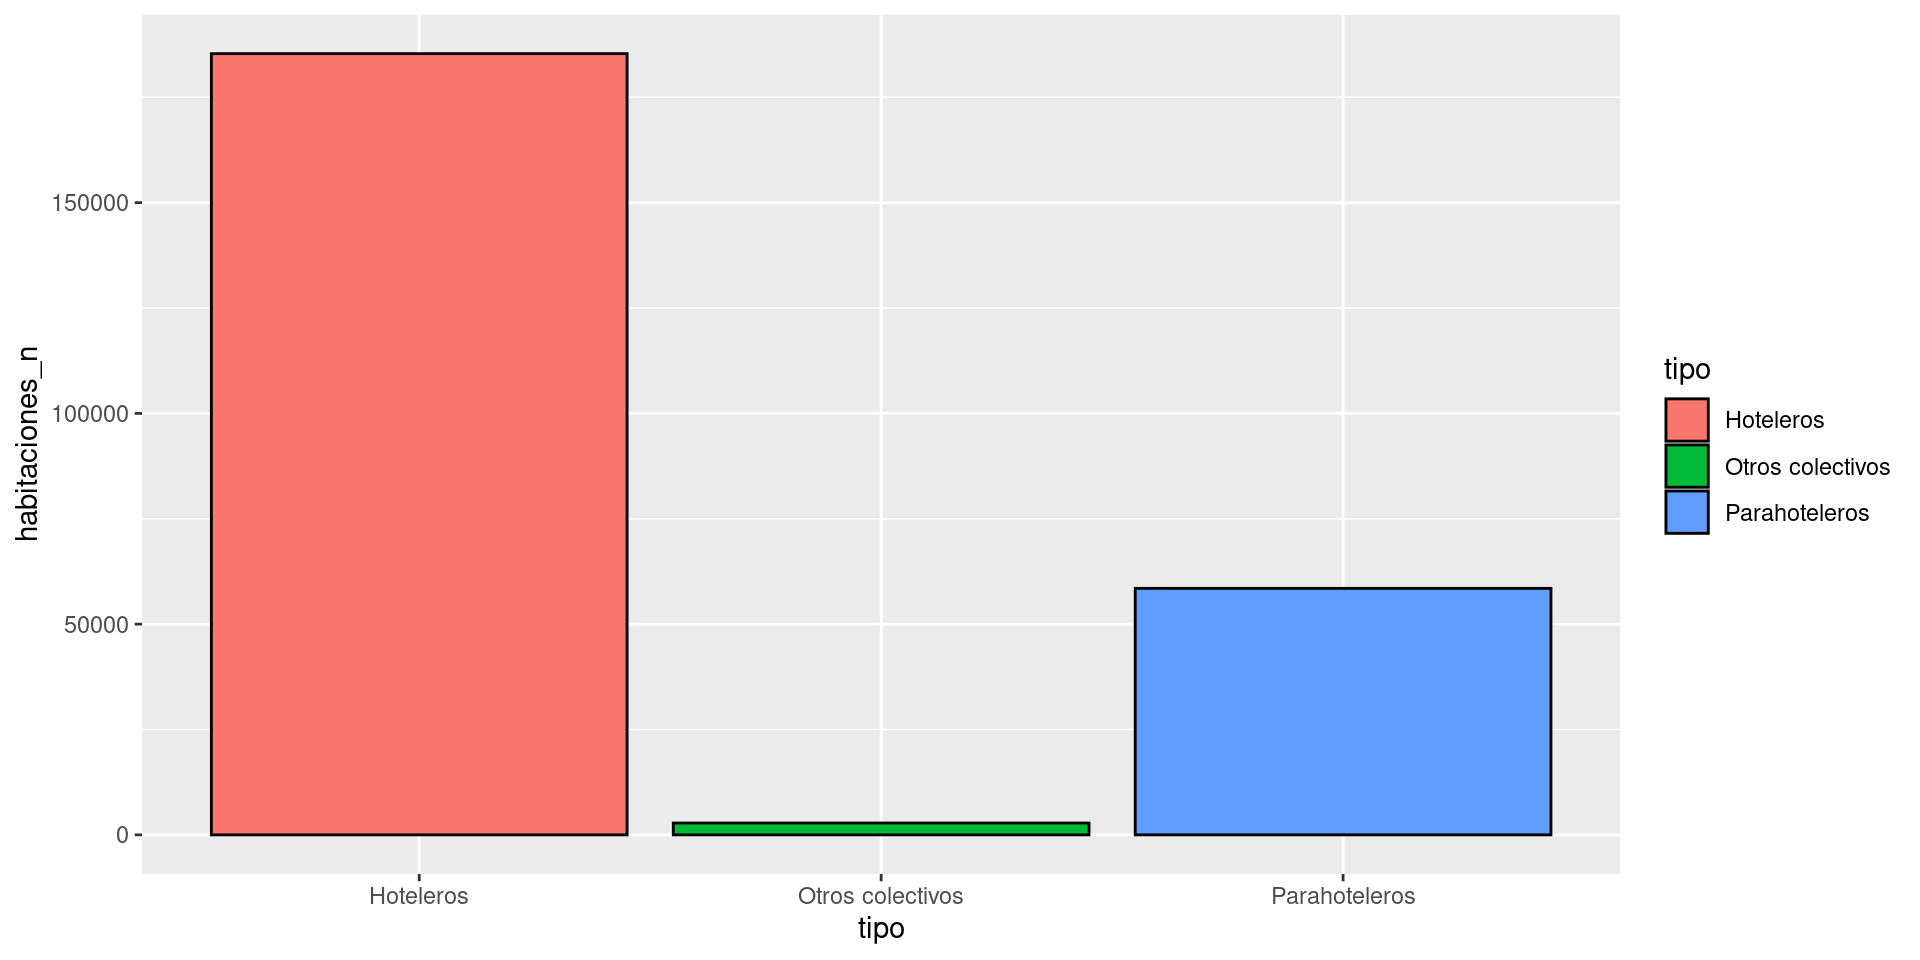 habitaciones_n
150000
100000
50000
0
Hoteleros
Otros colectivos
Parahoteleros
tipo
tipo
Hoteleros
Otros colectivos
Parahoteleros